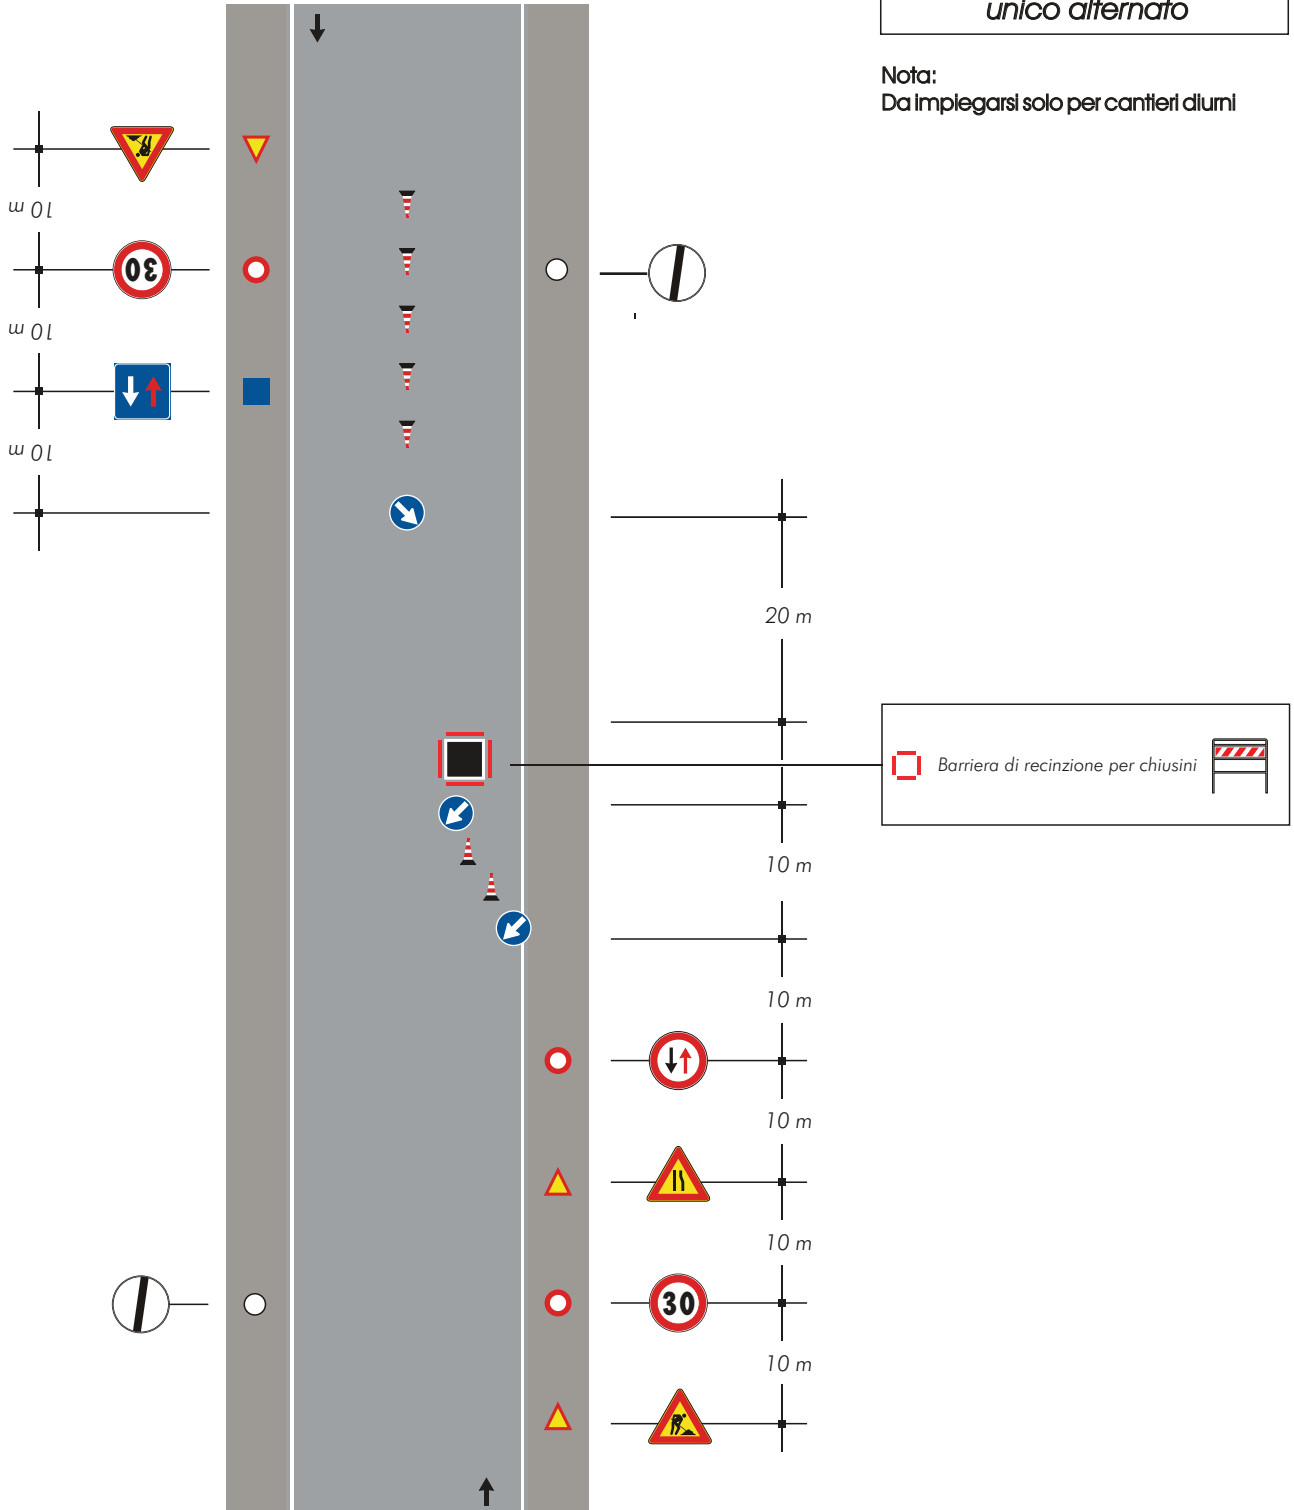 unico alternato
Nota:
Da impiegarsi solo per cantieri diurni
10 m
30
10 m
10 m
20 m
Barriera di recinzione per chiusini
10 m
10 m
10 m
10 m
30
10 m